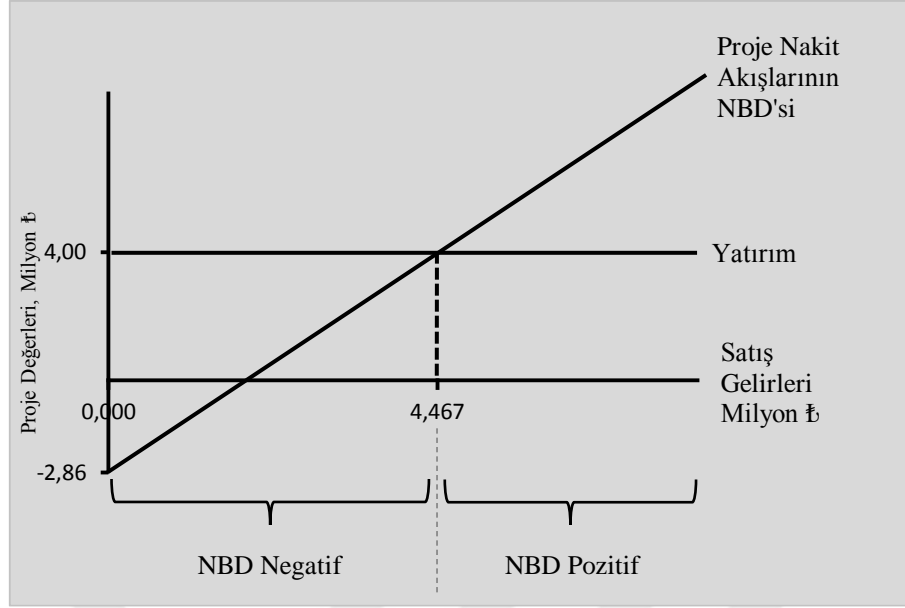 Proje Nakit
Akışlarının
NBD'si
Proje Değerleri, Milyon ₺
4,00
Yatırım
Satış
Gelirleri
Milyon ₺
0,000
4,467
-2,86
NBD Negatif
NBD Pozitif